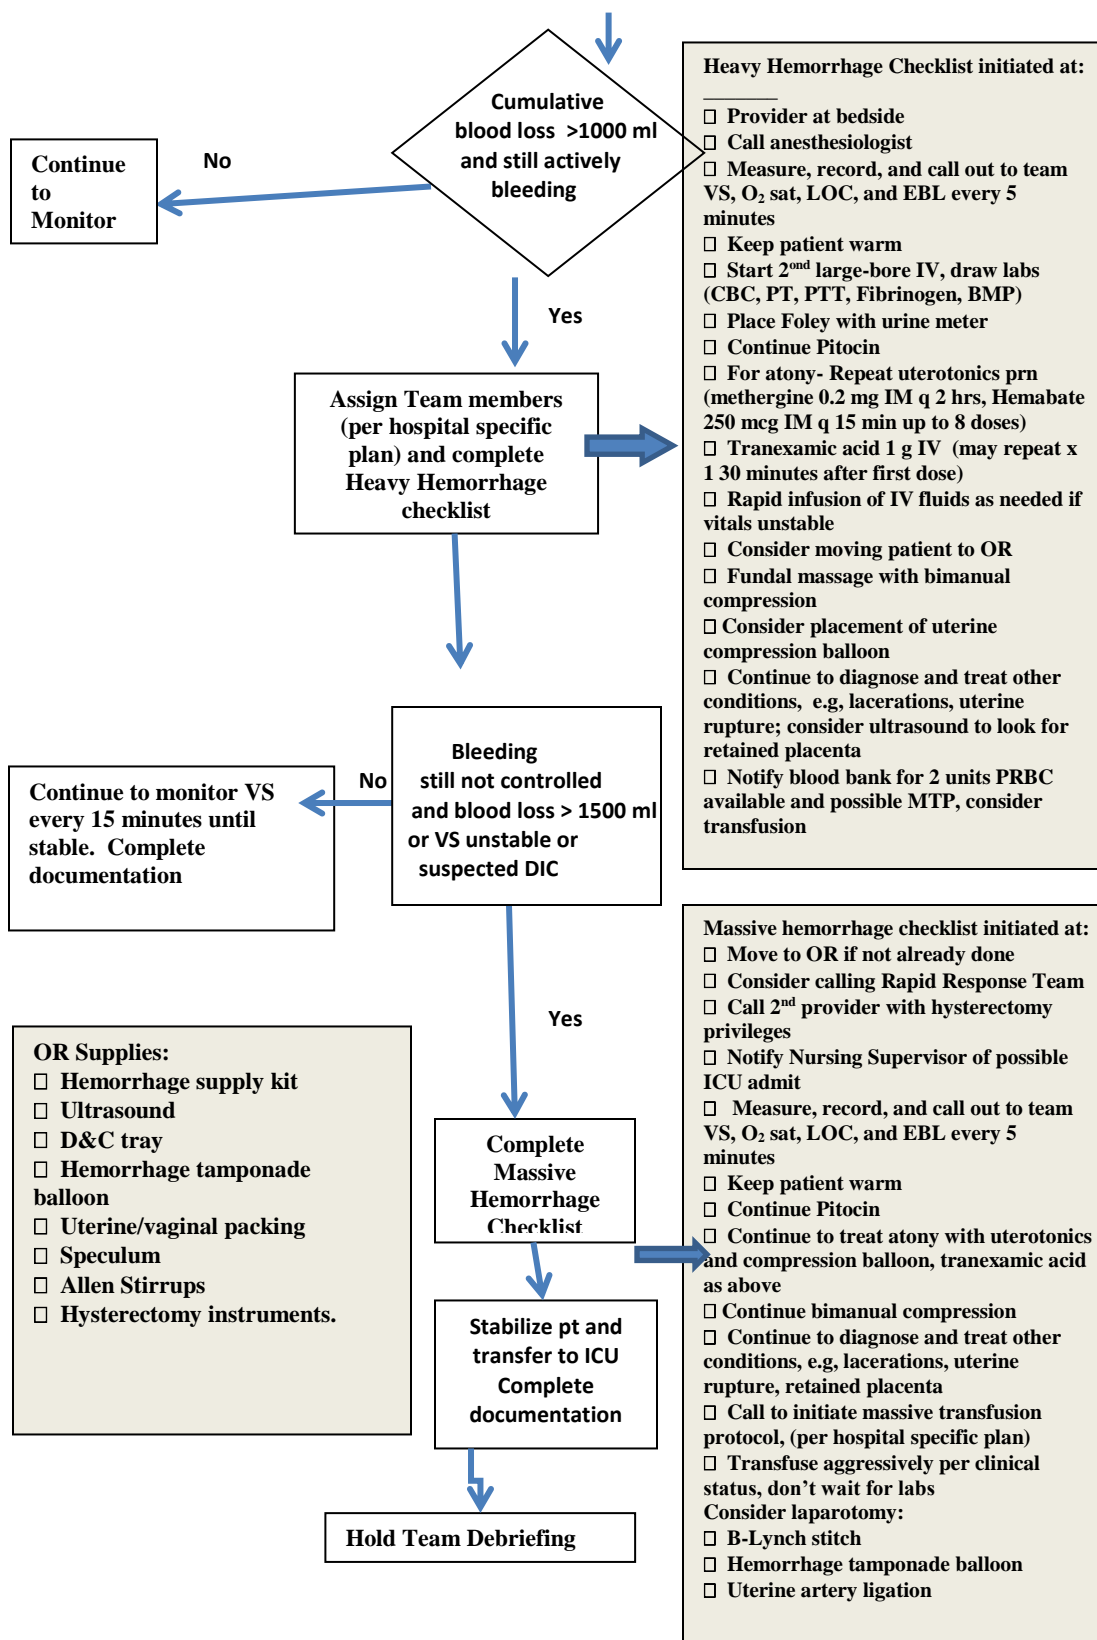 Cumulative
blood loss >1000 ml
and still actively
bleeding
No
Continue
to
Monitor
Yes
Assign Team members
(per hospital specific
plan) and complete
Heavy Hemorrhage
checklist
Heavy Hemorrhage Checklist initiated at:
_______
☐ Provider at bedside
☐ Call anesthesiologist
☐ Measure, record, and call out to team
VS, O₂ sat, LOC, and EBL every 5
minutes
☐ Keep patient warm
☐ Start 2ᵒⁿᵈ large-bore IV, draw labs
(CBC, PT, PTT, Fibrinogen, BMP)
☐ Place Foley with urine meter
☐ Continue Pitocin
☐ For atony- Repeat uterotonics prn
(methergine 0.2 mg IM q 2 hrs, Hemabate
250 mcg IM q 15 min up to 8 doses)
☐ Tranexamic acid 1 g IV (may repeat x
1 30 minutes after first dose)
☐ Rapid infusion of IV fluids as needed if
vitals unstable
☐ Consider moving patient to OR
☐ Fundal massage with bimanual
compression
☐ Consider placement of uterine
compression balloon
☐ Continue to diagnose and treat other
conditions, e.g, lacerations, uterine
rupture; consider ultrasound to look for
retained placenta
☐ Notify blood bank for 2 units PRBC
available and possible MTP, consider
transfusion
Bleeding
still not controlled
and blood loss > 1500 ml
or VS unstable or
suspected DIC
No
Continue to monitor VS
every 15 minutes until
stable. Complete
documentation
Yes
OR Supplies:
☐ Hemorrhage supply kit
☐ Ultrasound
☐ D&C tray
☐ Hemorrhage tamponade
balloon
☐ Uterine/vaginal packing
☐ Speculum
☐ Allen Stirrups
☐ Hysterectomy instruments.
Complete
Massive
Hemorrhage
Checklist
Massive hemorrhage checklist initiated at:
☐ Move to OR if not already done
☐ Consider calling Rapid Response Team
☐ Call 2ⁿᵈ provider with hysterectomy
privileges
☐ Notify Nursing Supervisor of possible
ICU admit
☐ Measure, record, and call out to team
VS, O₂ sat, LOC, and EBL every 5
minutes
☐ Keep patient warm
☐ Continue Pitocin
☐ Continue to treat atony with uterotonics
and compression balloon, tranexamic acid
as above
☐ Continue bimanual compression
☐ Continue to diagnose and treat other
conditions, e.g, lacerations, uterine
rupture, retained placenta
☐ Call to initiate massive transfusion
protocol, (per hospital specific plan)
☐ Transfuse aggressively per clinical
status, don't wait for labs
Consider laparotomy:
☐ B-Lynch stitch
☐ Hemorrhage tamponade balloon
☐ Uterine artery ligation
Stabilize pt and
transfer to ICU
Complete
documentation
Hold Team Debriefing